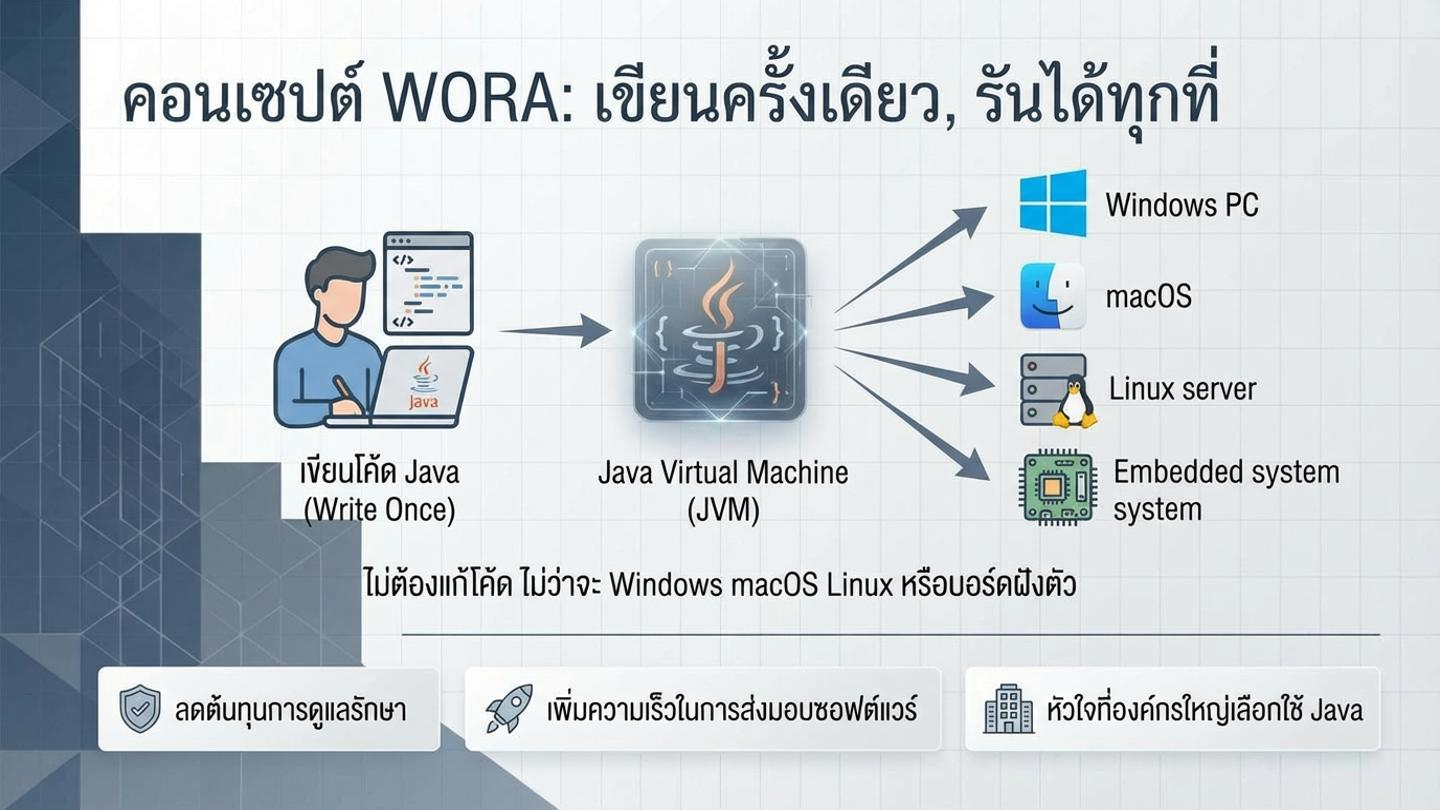 คอนเซปต์ WORA: เขียนครั้งเดียว, รันได้ทุกที่
</>
</>
Java
เขียนโค้ด Java
(Write Once)
{ }
{ }
}
Java Virtual Machine
(JVM)
Windows PC
macOS
Linux server
Embedded system
system
ไม่ต้องแก้โค้ด ไม่ว่าจะ Windows macOS Linux หรือบอร์ดฝังตัว
ลดต้นทุนการดูแลรักษา
เพิ่มความเร็วในการส่งมอบซอฟต์แวร์
หัวใจที่องค์กรใหญ่เลือกใช้ Java